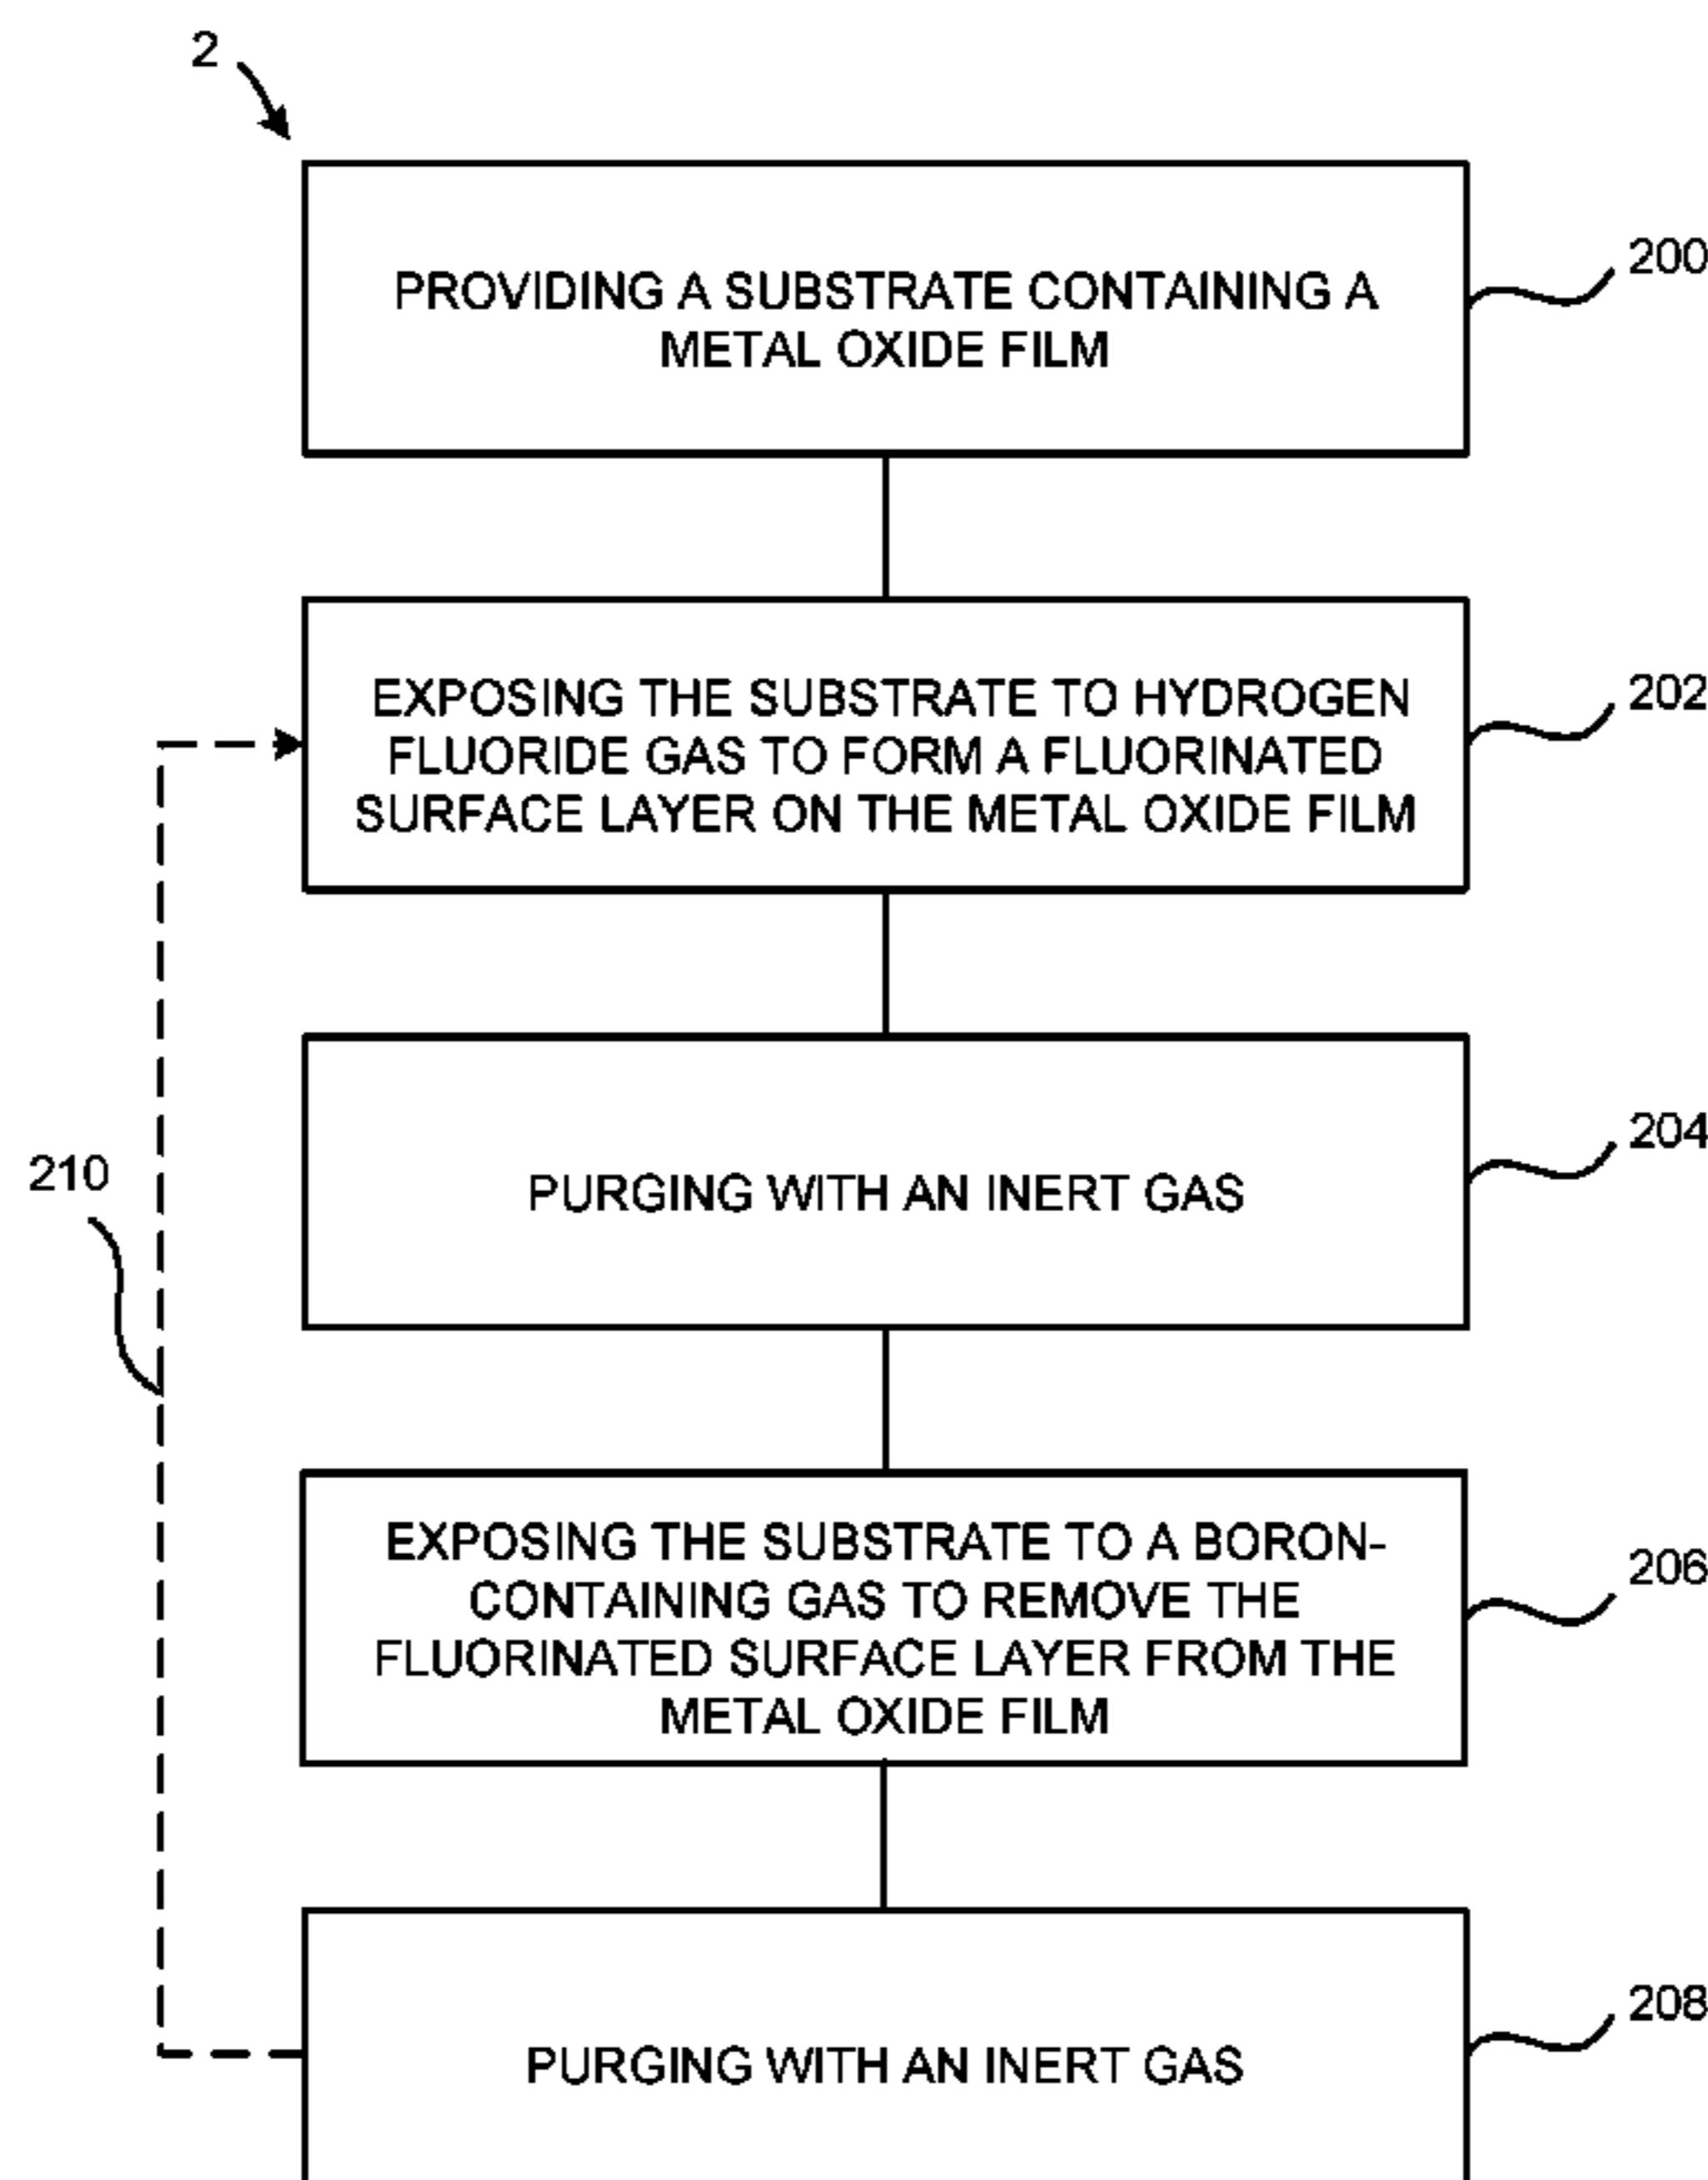 2
PROVIDING A SUBSTRATE CONTAINING A
METAL OXIDE FILM
200
EXPOSING THE SUBSTRATE TO HYDROGEN
FLUORIDE GAS TO FORM A FLUORINATED
SURFACE LAYER ON THE METAL OXIDE FILM
202
PURGING WITH AN INERT GAS
204
210
EXPOSING THE SUBSTRATE TO A BORON-
CONTAINING GAS TO REMOVE THE
FLUORINATED SURFACE LAYER FROM THE
METAL OXIDE FILM
206
PURGING WITH AN INERT GAS
208